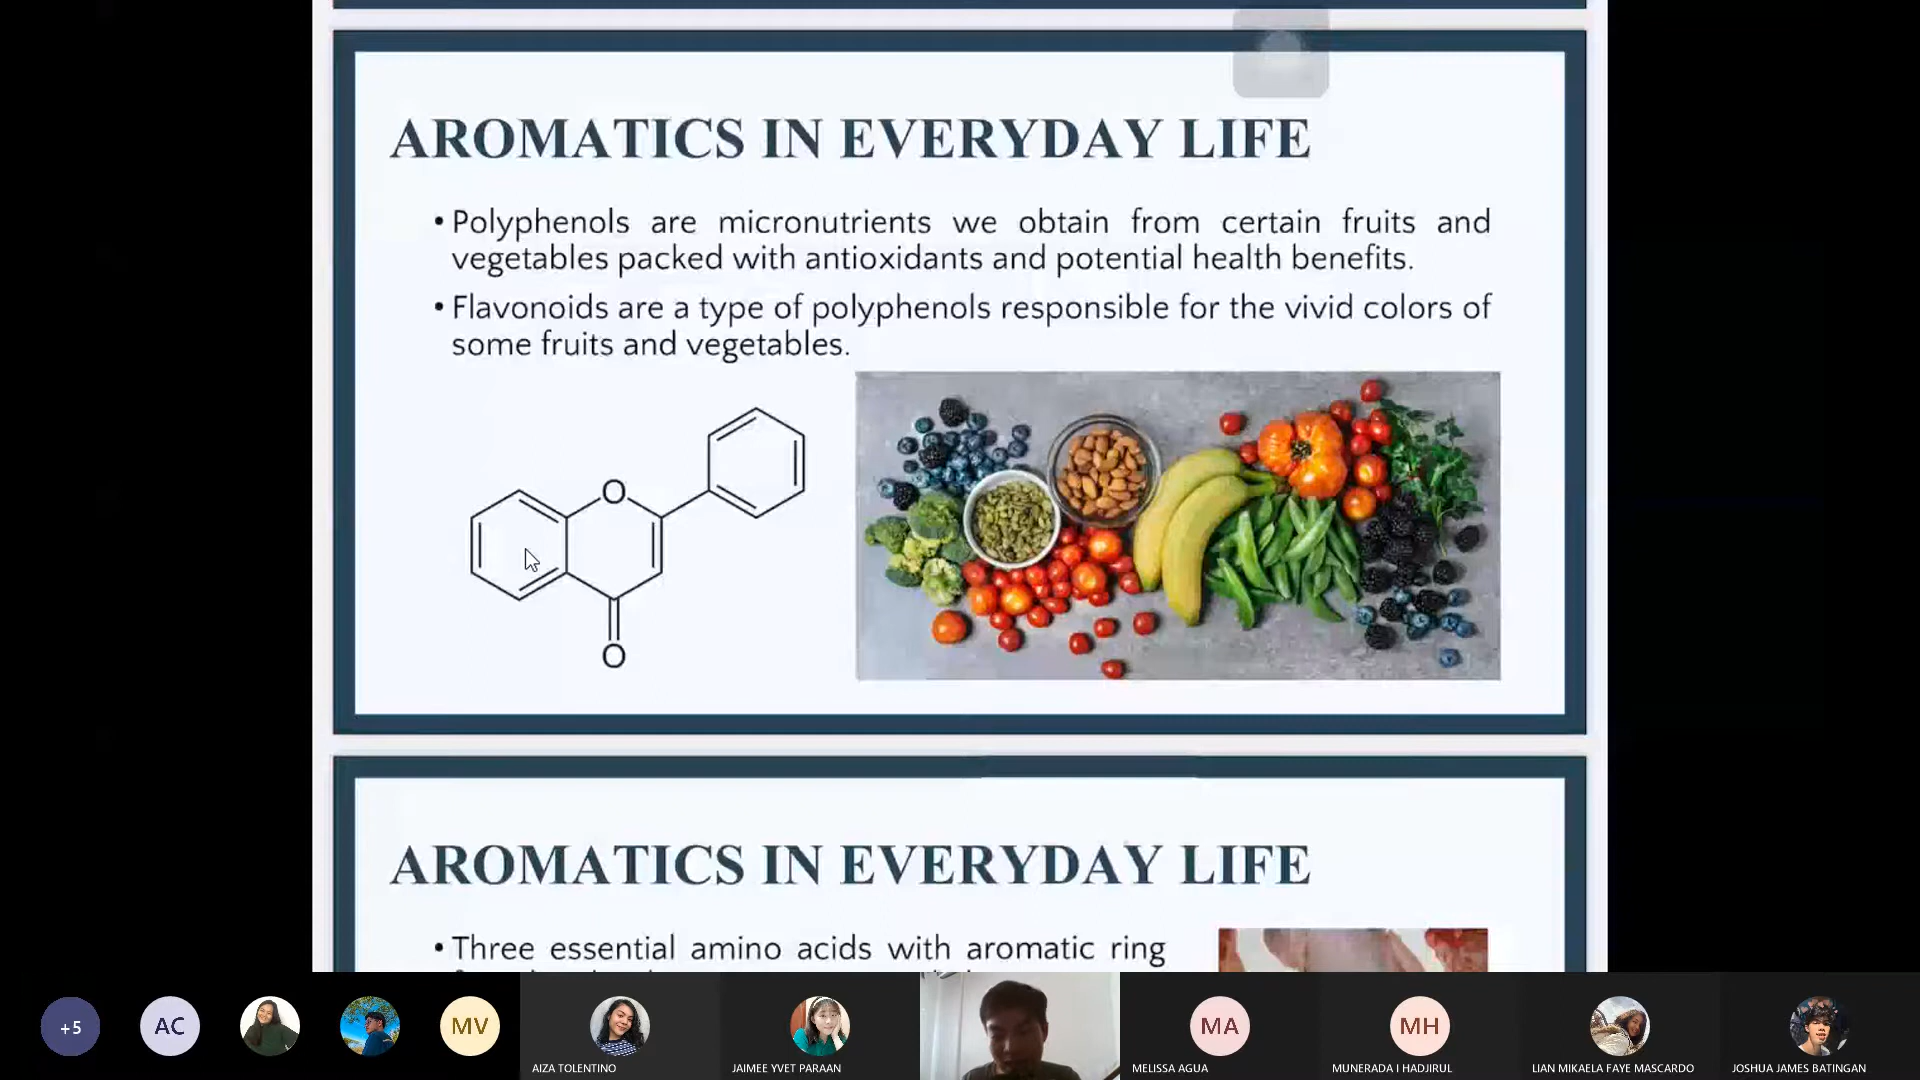 AROMATICS IN EVERYDAY LIFE
• Polyphenols are micronutrients we obtain from certain fruits and
vegetables packed with antioxidants and potential health benefits.
• Flavonoids are a type of polyphenols responsible for the vivid colors of
some fruits and vegetables.
O
O
AROMATICS IN EVERYDAY LIFE
• Three essential amino acids with aromatic ring
+5
AC
MV
MA
MH
AIZA TOLENTINO
JAIMEE YVET PARAAN
MELISSA AGUA
MUNERADA I HADJIRUL
LIAN MIKAELA FAYE MASCARDO
JOSHUA JAMES BATINGAN